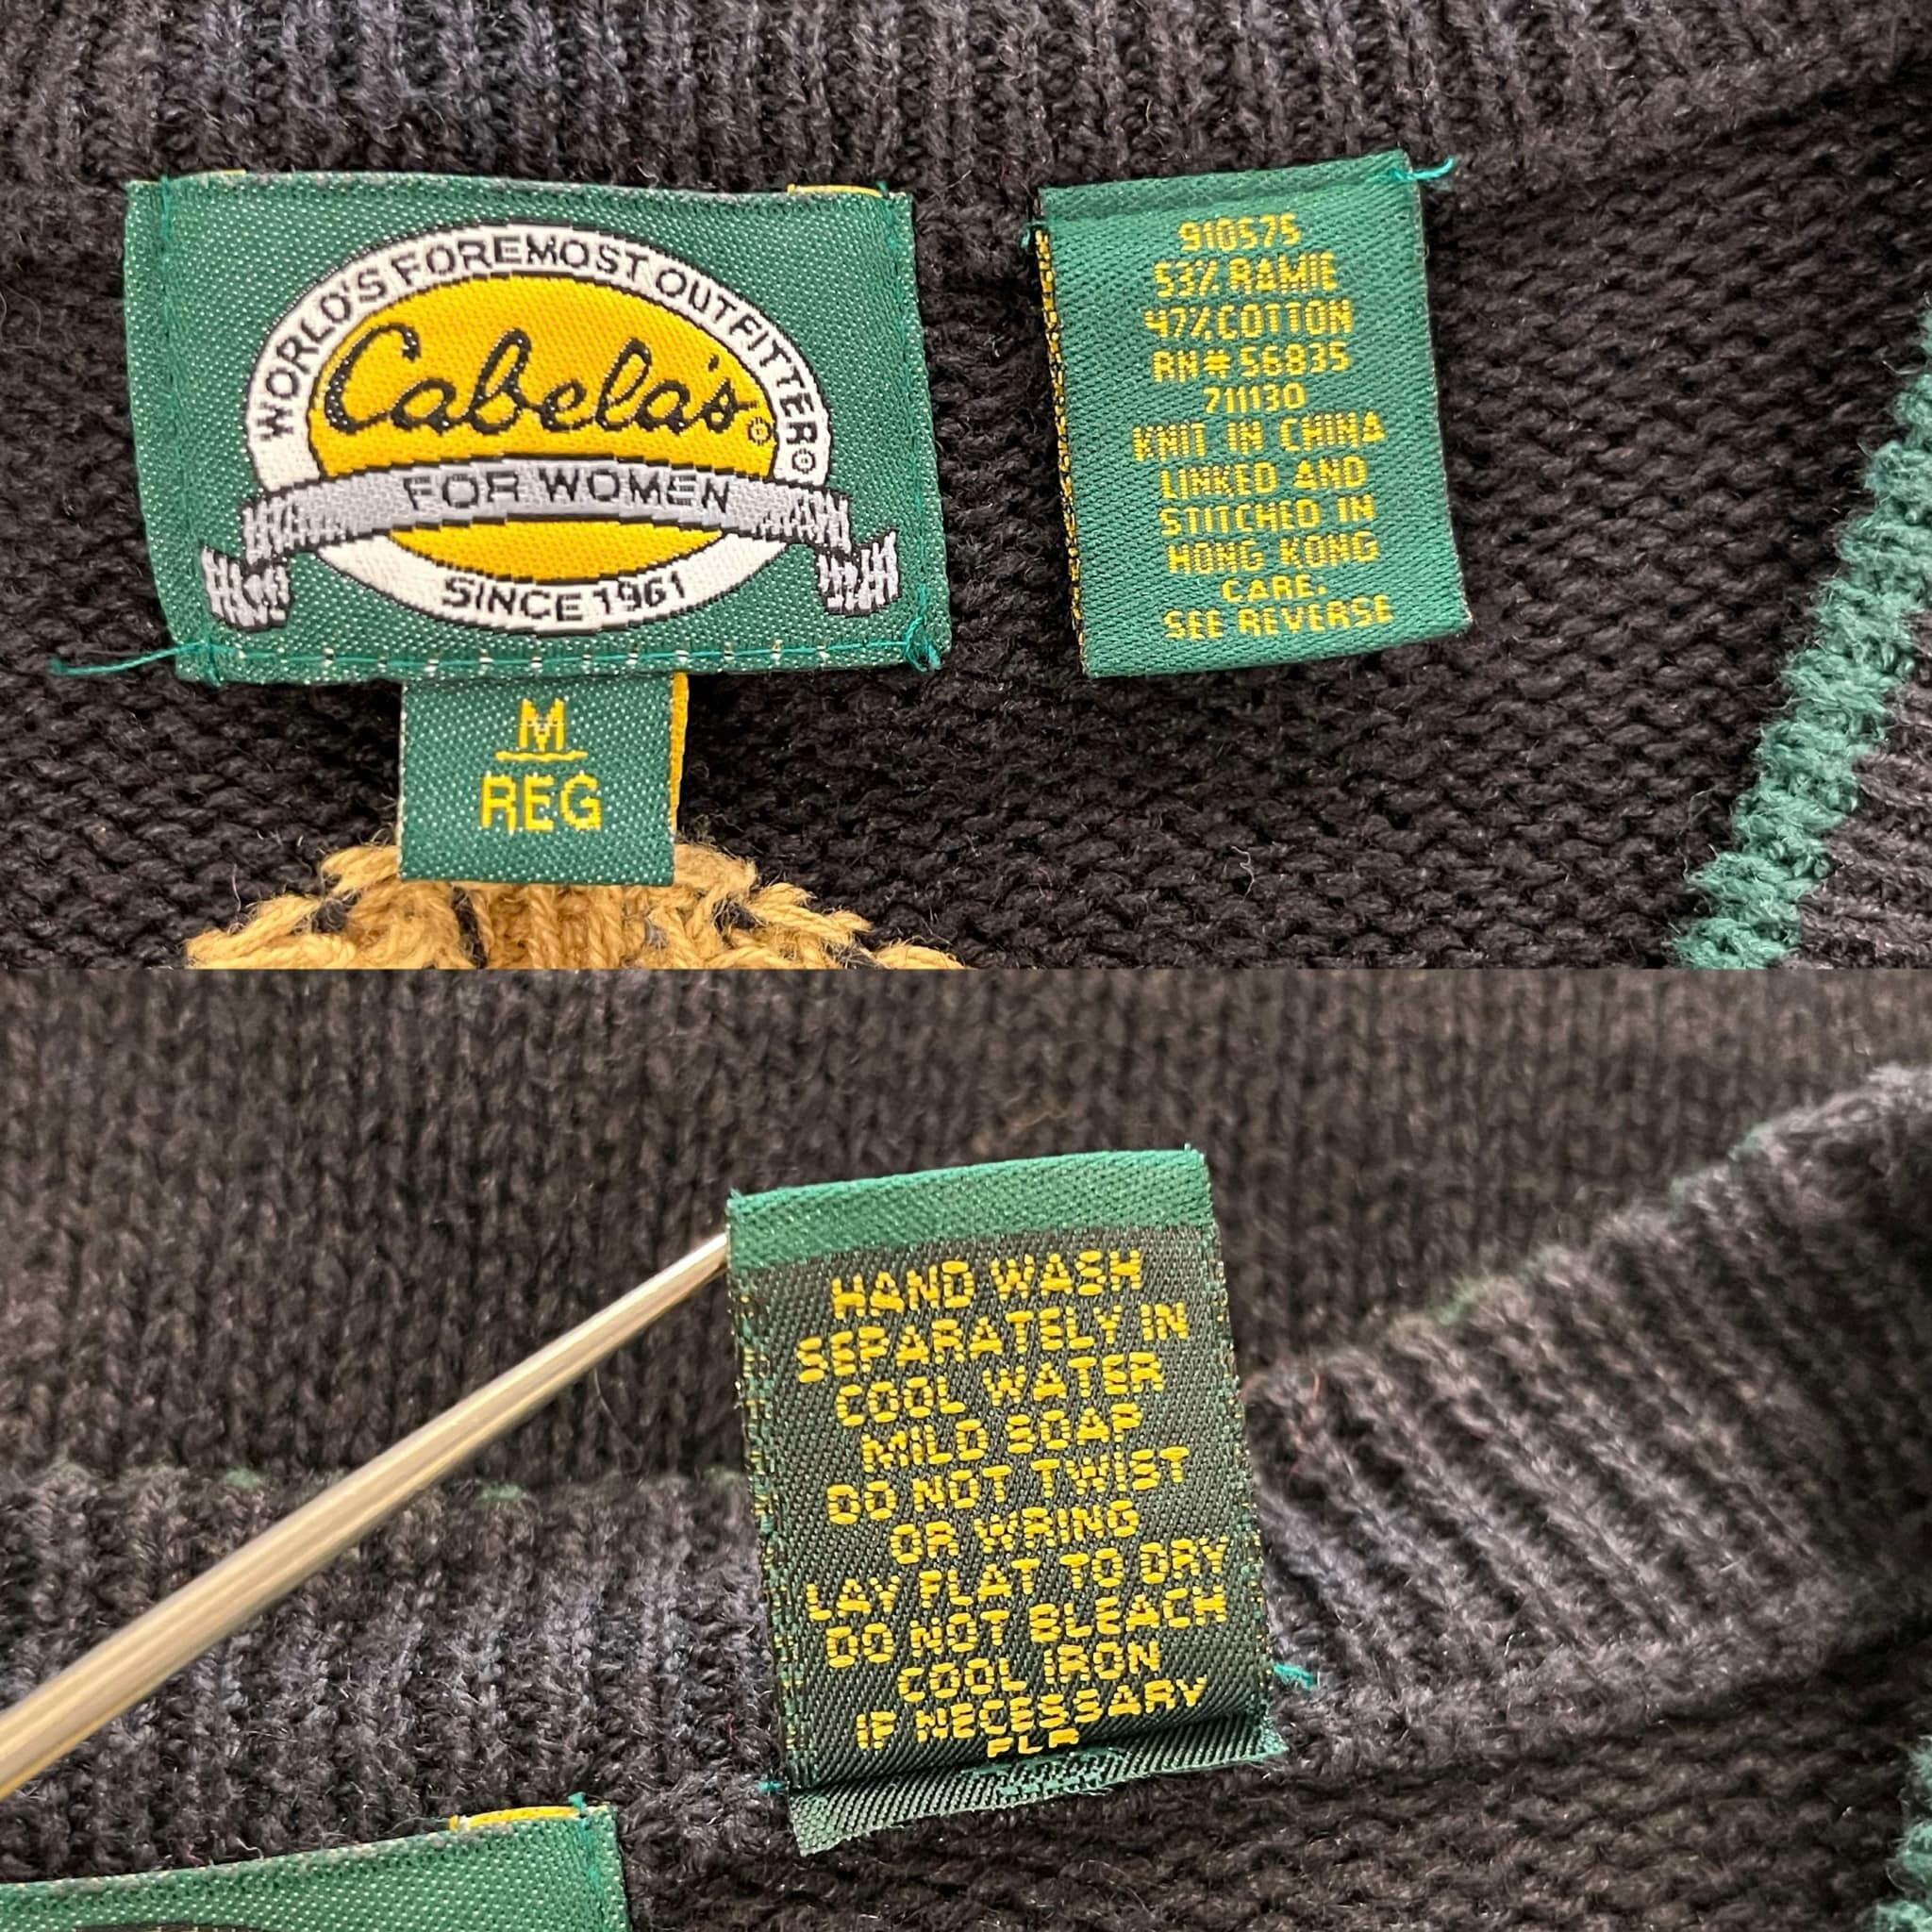 WORLD'S FOREMOST OUTFITTER®
Cabela's®
FOR WOMEN
SINCE 1961
M
REG
910575
53% RAMIE
47% COTTON
RN# 56835
711130
KNIT IN CHINA
LINKED AND
STITCHED IN
HONG KONG
CARE.
SEE REVERSE
HAND WASH
SEPARATELY IN
COOL WATER
MILD SOAP
DO NOT TWIST
OR WRING
LAY FLAT TO DRY
DO NOT BLEACH
COOL IRON
IF NECESSARY
FLR